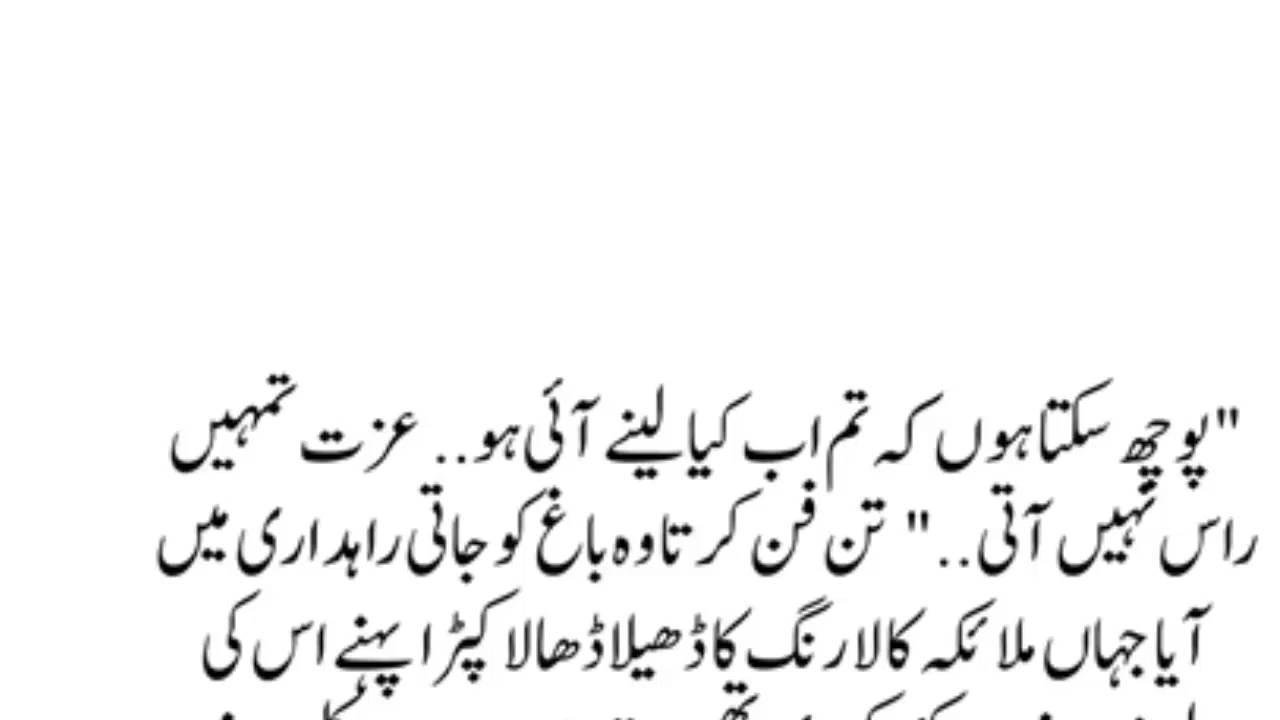 "پوچھ سکتا ہوں کہ تم اب کیا لینے آئی ہو.. عزت تمہیں
راس نہیں آتی.." تن فن کرتا وہ باغ کو جاتی راہداری میں
آیا جہاں ملائکہ کالا رنگ کا ڈھیلا ڈھالا کپڑا پہنے اس کی